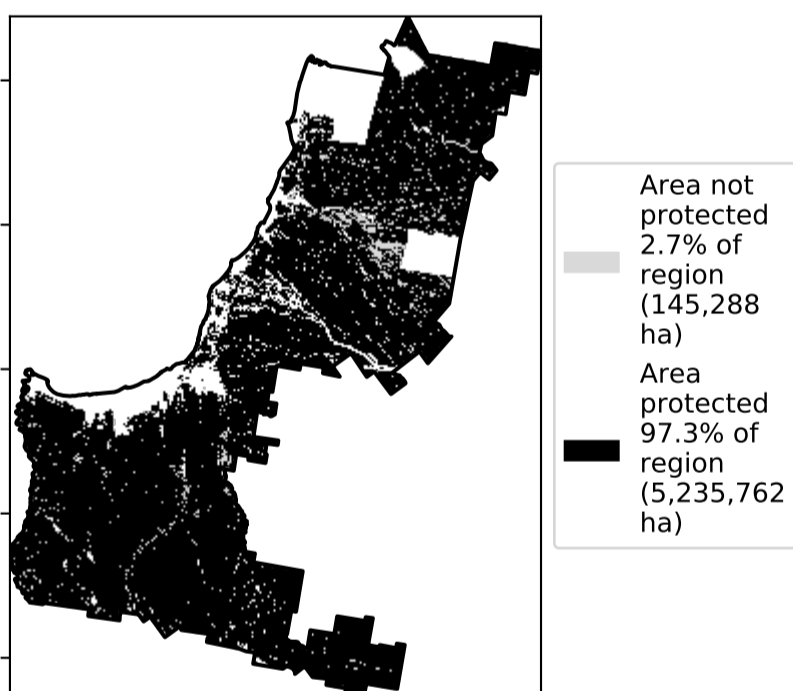 Area not
protected
2.7% of
region
(145,288
ha)
Area
protected
97.3% of
region
(5,235,762
ha)